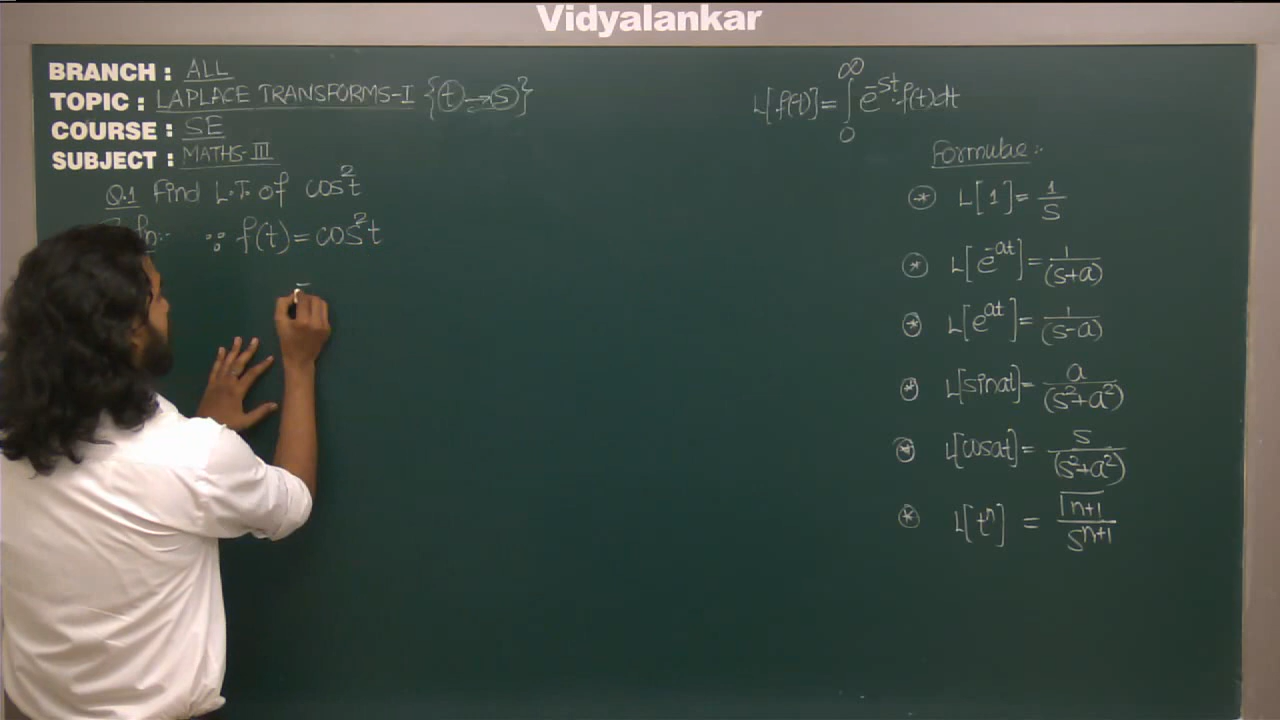 Vidyalankar
BRANCH : ALL
TOPIC : LAPLACE TRANSFORMS-I {t→s}
COURSE : SE
SUBJECT : MATHS-III
Q.1 Find L.T. of cos²t
∵ f(t) = cos²t
L[f(t)] = ∫₀^∞ e^-st · f(t)dt
Formulae:-
* L[1] = 1/s
* L[e^-at] = 1/(s+a)
* L[e^at] = 1/(s-a)
* L[sinat] = a/(s²+a²)
* L[cosat] = s/(s²+a²)
* L[tⁿ] = Γn+1/s^n+1